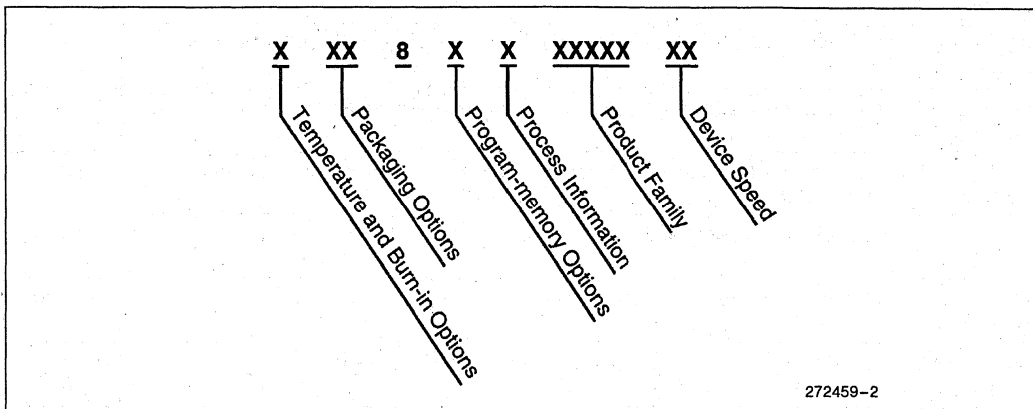 X XX 8 X X XXXXX XX
Temperature and Burn-in Options
Packaging Options
Program-memory Options
Process Information
Product Family
Device Speed
272459-2